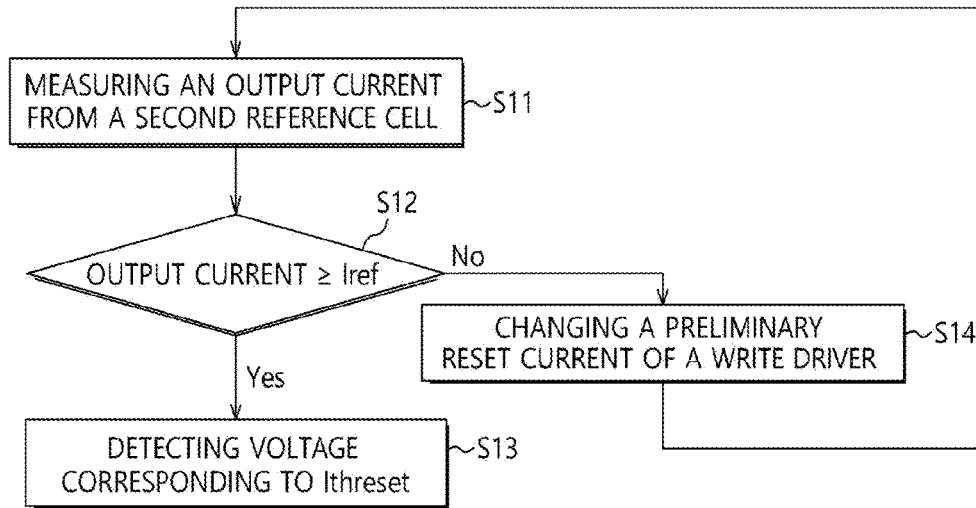 MEASURING AN OUTPUT CURRENT
FROM A SECOND REFERENCE CELL
S11
S12
OUTPUT CURRENT ≥ Iref
No
CHANGING A PRELIMINARY
RESET CURRENT OF A WRITE DRIVER
S14
Yes
DETECTING VOLTAGE
CORRESPONDING TO Ithreset
S13